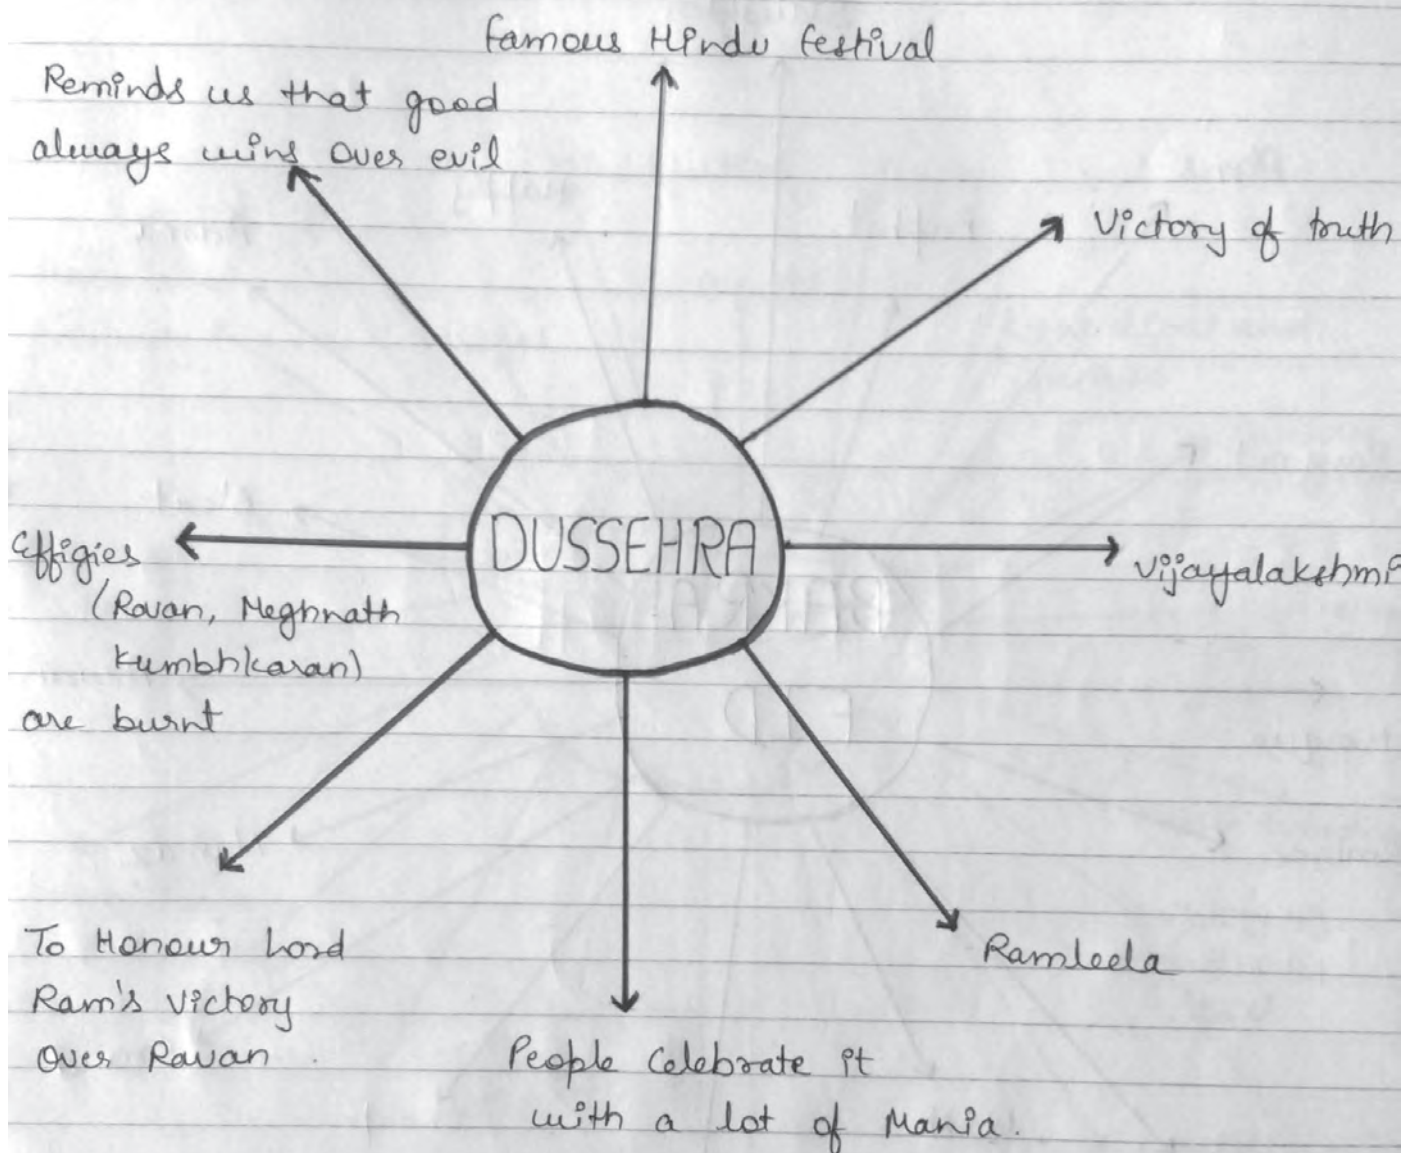 Famous Hindu festival
Reminds us that good
always wins over evil
Victory of truth
DUSSEHRA
Vijayalakshmi
Effigies
(Ravan, Meghnath
Kumbhkaran)
are burnt
Ramleela
To Honour Lord
Ram's Victory
Over Ravan.
People Celebrate it
with a lot of Mania.